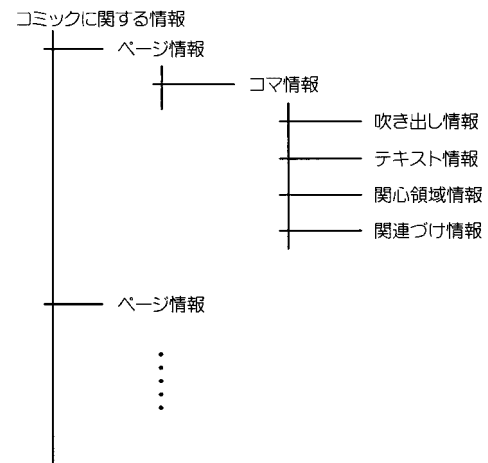 コミックに関する情報
ページ情報
コマ情報
吹き出し情報
テキスト情報
関心領域情報
関連づけ情報
ページ情報